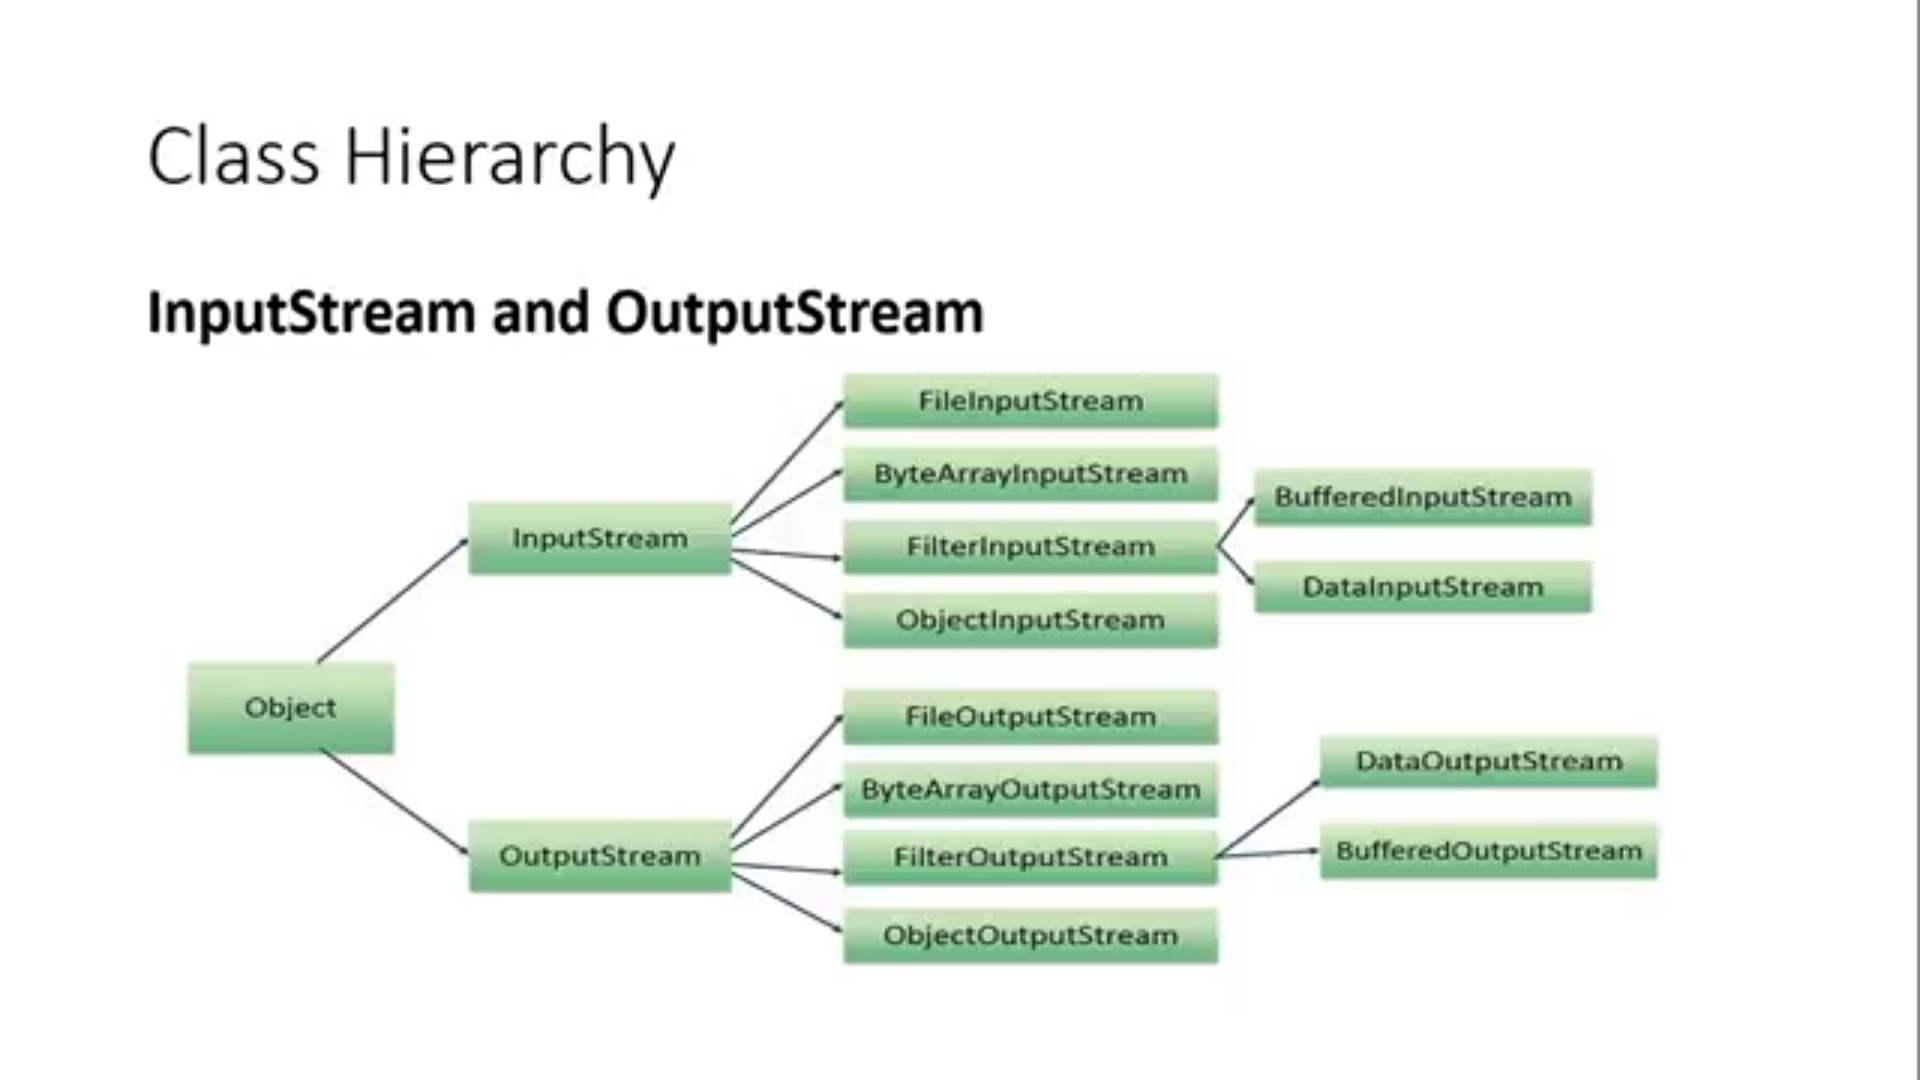 Class Hierarchy
InputStream and OutputStream
FileInputStream
ByteArrayInputStream
BufferedInputStream
InputStream
FilterInputStream
DataInputStream
ObjectInputStream
Object
FileOutputStream
DataOutputStream
ByteArrayOutputStream
OutputStream
FilterOutputStream
BufferedOutputStream
ObjectOutputStream